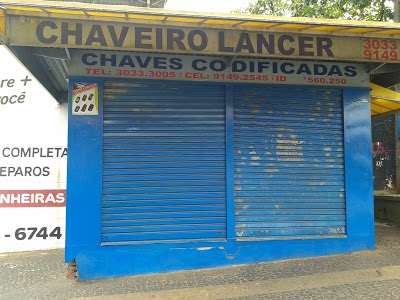 CHAVEIRO LANCER
3033
9149
CHAVES CODIFICADAS
TEL: 3033.3005 / CEL: 9149-2545 / ID 560.250
re +
você
COMPLETA
EPAROS
NHEIRAS
- 6744